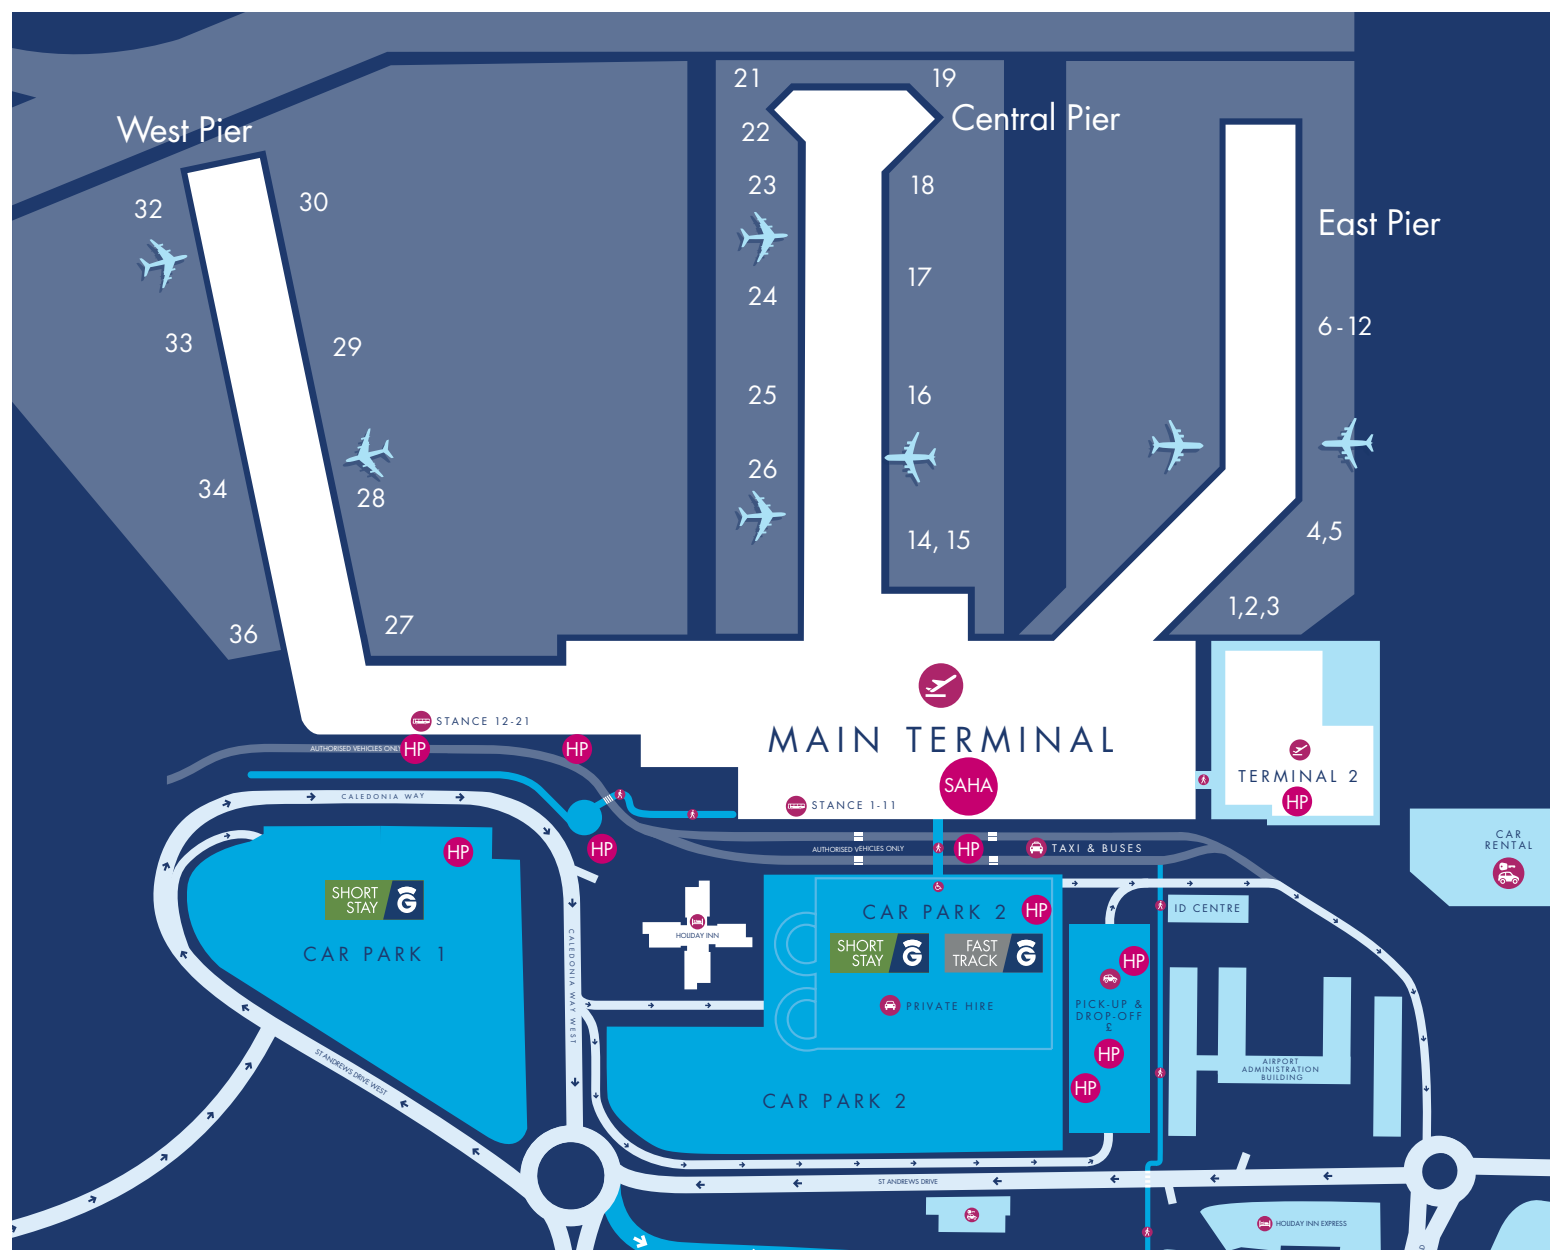 21
19
West Pier
Central Pier
22
23
18
32
30
East Pier
17
24
6-12
33
29
25
16
26
34
28
4,5
14, 15
1,2,3
36
27
STANCE 12-21
MAIN TERMINAL
AUTHORISED VEHICLES ONLY
HP
HP
TERMINAL 2
SAHA
HP
CALEDONIA WAY
STANCE 1-11
CAR
RENTAL
HP
HP
AUTHORISED VEHICLES ONLY
HP
TAXI & BUSES
SHORT
STAY
G
ID CENTRE
CAR PARK 2
HP
HOLIDAY INN
CAR PARK 1
SHORT
STAY
G
FAST
TRACK
G
HP
CALEDONIA WAY WEST
PRIVATE HIRE
PICK-UP &
DROP-OFF
£
HP
ST ANDREWS DRIVE WEST
AIRPORT
ADMINISTRATION
BUILDING
HP
CAR PARK 2
ST ANDREWS DRIVE
HOLIDAY INN EXPRESS